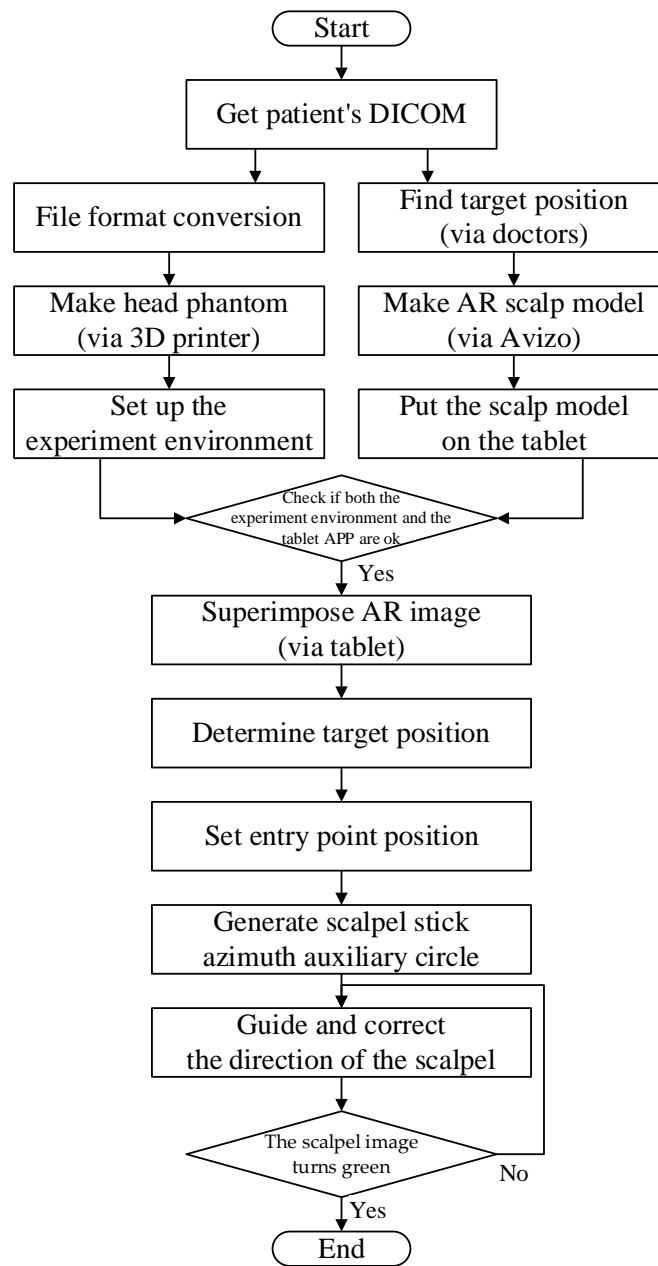 Start
Get patient's DICOM
File format conversion
Find target position
(via doctors)
Make head phantom
(via 3D printer)
Make AR scalp model
(via Avizo)
Set up the
experiment environment
Put the scalp model
on the tablet
Check if both the
experiment environment and the
tablet APP are ok
Yes
Superimpose AR image
(via tablet)
Determine target position
Set entry point position
Generate scalpel stick
azimuth auxiliary circle
Guide and correct
the direction of the scalpel
The scalpel image
turns green
No
Yes
End